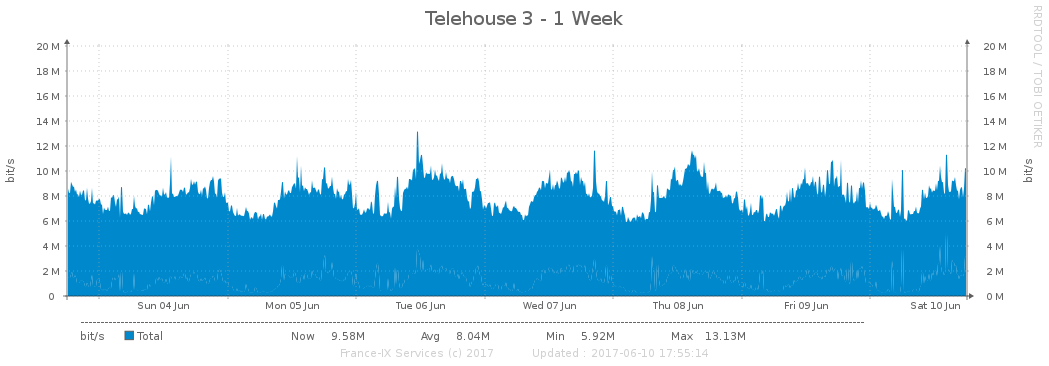 Telehouse 3 - 1 Week
RRDTOOL / TOBI OETIKER
bit/s
20 M 20 M
18 M 18 M
16 M 16 M
14 M 14 M
12 M 12 M
10 M 10 M
8 M 8 M
6 M 6 M
4 M 4 M
2 M 2 M
0 0 M
bit/s
Sun 04 Jun Mon 05 Jun Tue 06 Jun Wed 07 Jun Thu 08 Jun Fri 09 Jun Sat 10 Jun
bit/s Total Now 9.58M Avg 8.04M Min 5.92M Max 13.13M
France-IX Services (c) 2017 Updated : 2017-06-10 17:55:14